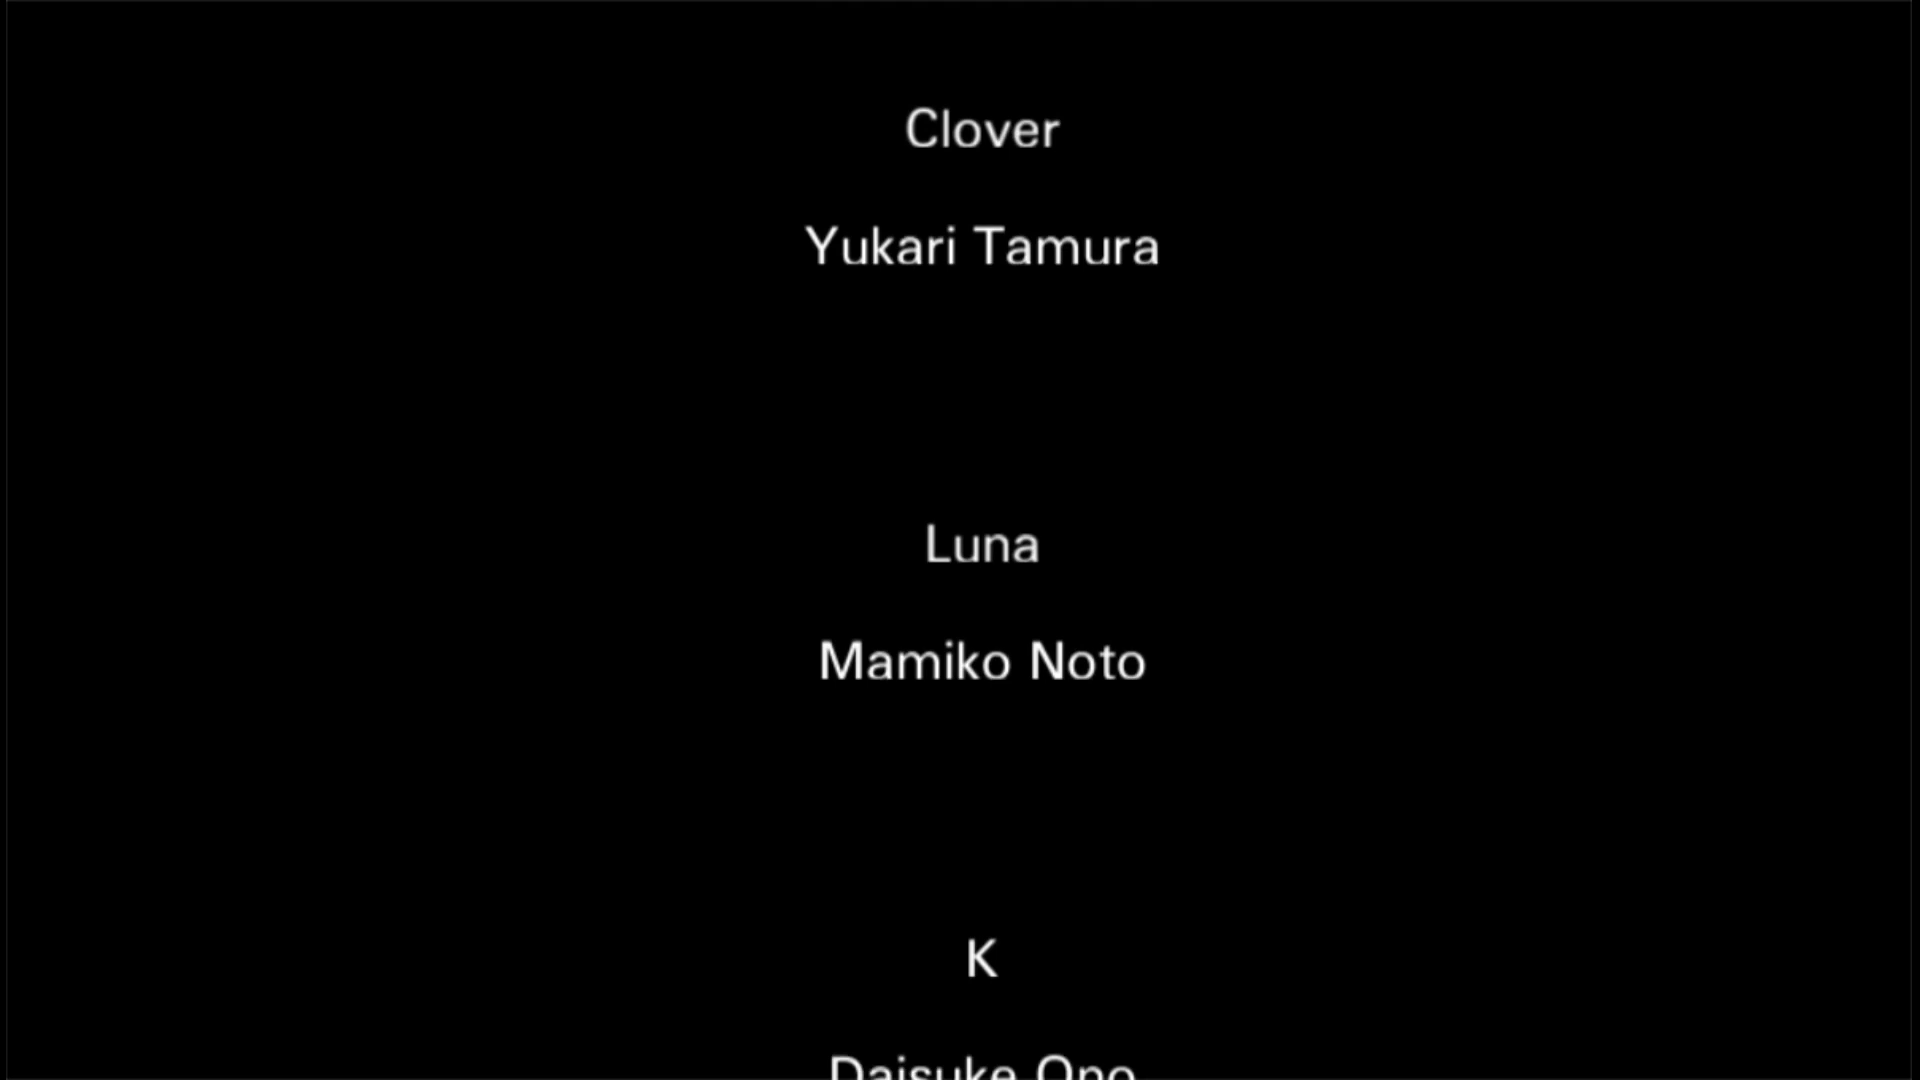 Clover
Yukari Tamura
Luna
Mamiko Noto
K
Daisuke Ono